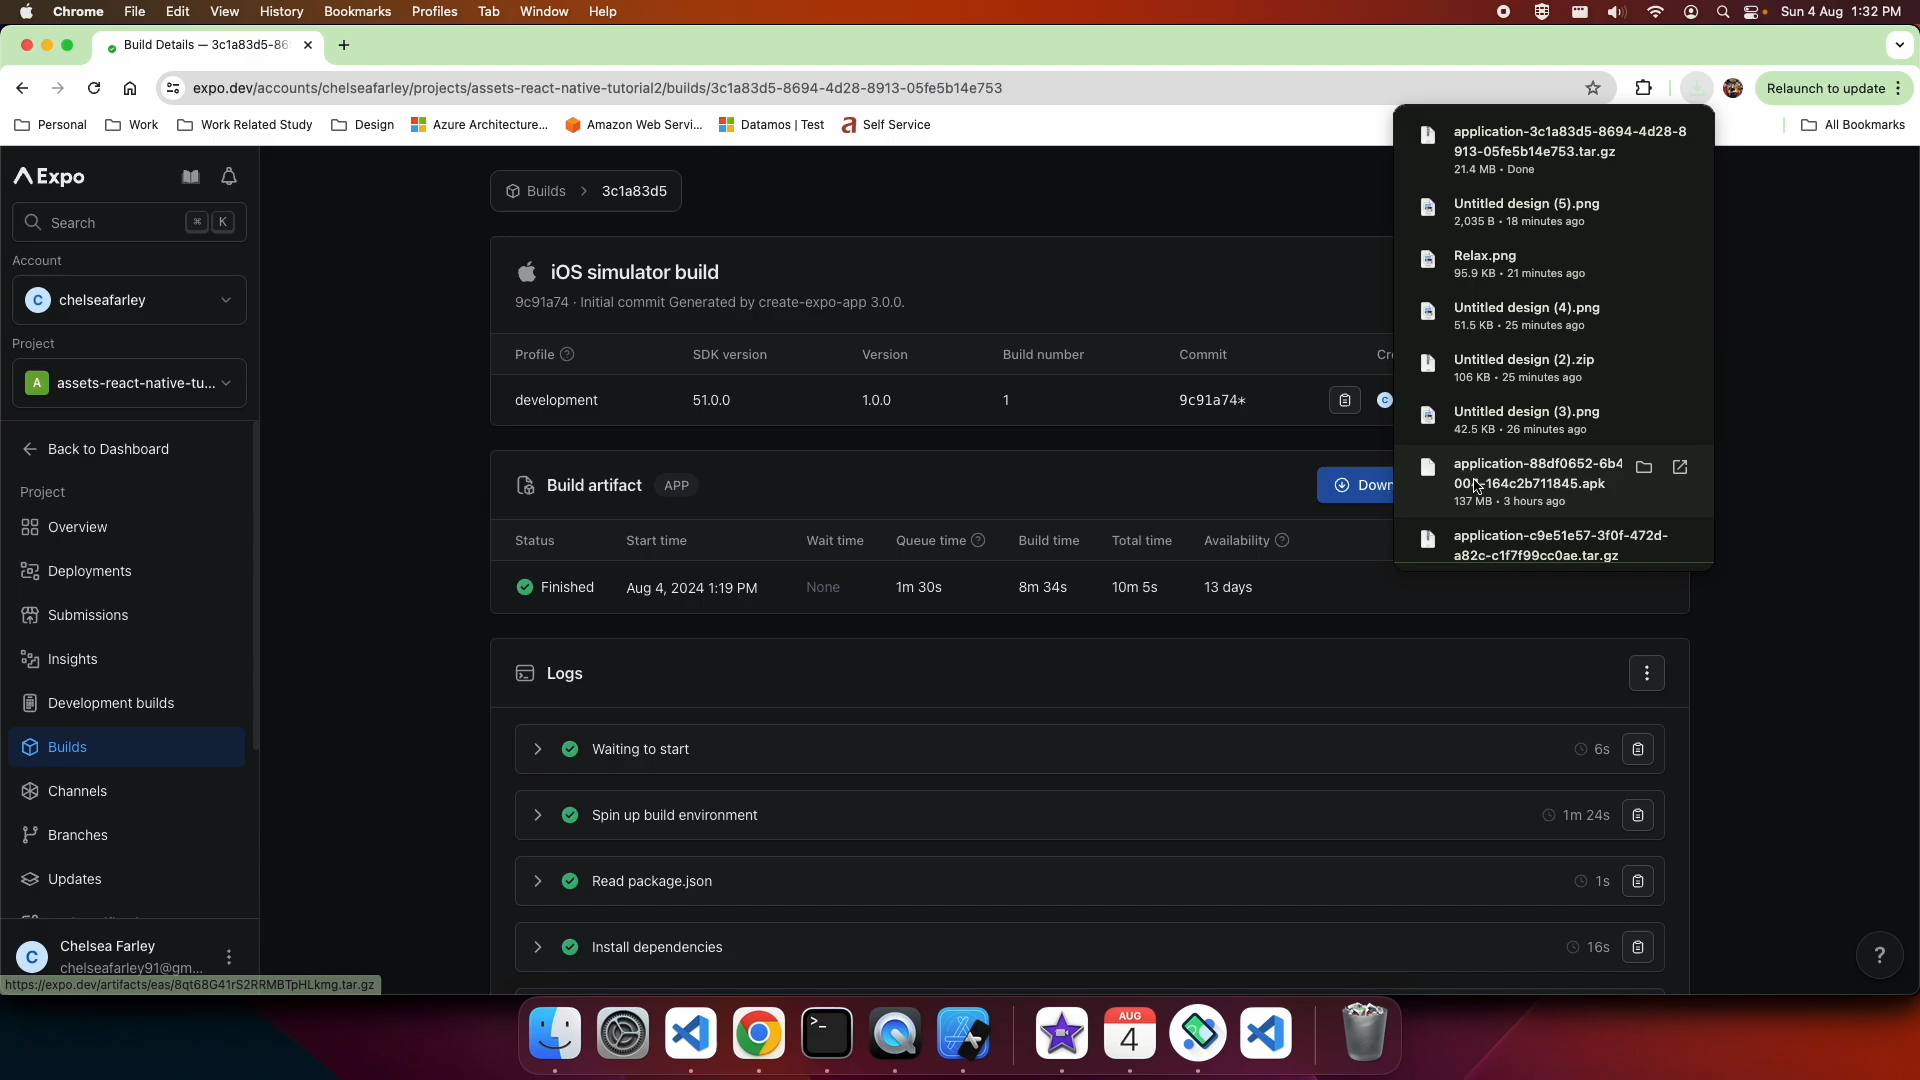 Chrome File Edit View History Bookmarks Profiles Tab Window Help Sun 4 Aug 1:32 PM
Build Details — 3c1a83d5-86
expo.dev/accounts/chelseafarley/projects/assets-react-native-tutorial2/builds/3c1a83d5-8694-4d28-8913-05fe5b14e753 Relaunch to update
Personal Work Work Related Study Design Azure Architecture... Amazon Web Servi... Datamos | Test Self Service All Bookmarks
Expo
Search ⌘ K
Account
C chelseafarley
Project
A assets-react-native-tu...
Back to Dashboard
Project
Overview
Deployments
Submissions
Insights
Development builds
Builds
Channels
Branches
Updates
C Chelsea Farley
chelseafarley91@gm...
https://expo.dev/artifacts/eas/8qt68G41rS2RRMBTpHLkmg.tar.gz
Builds > 3c1a83d5
iOS simulator build
9c91a74 · Initial commit Generated by create-expo-app 3.0.0.
Profile SDK version Version Build number Commit Cr
development 51.0.0 1.0.0 1 9c91a74* C
Build artifact APP Down
Status Start time Wait time Queue time Build time Total time Availability
Finished Aug 4, 2024 1:19 PM None 1m 30s 8m 34s 10m 5s 13 days
Logs
Waiting to start 6s
Spin up build environment 1m 24s
Read package.json 1s
Install dependencies 16s
application-3c1a83d5-8694-4d28-8
913-05fe5b14e753.tar.gz
21.4 MB • Done
Untitled design (5).png
2,035 B • 18 minutes ago
Relax.png
95.9 KB • 21 minutes ago
Untitled design (4).png
51.5 KB • 25 minutes ago
Untitled design (2).zip
106 KB • 25 minutes ago
Untitled design (3).png
42.5 KB • 26 minutes ago
application-88df0652-6b4
-164c2b711845.apk
137 MB • 3 hours ago
application-c9e51e57-3f0f-472d-
a82c-c1f7f99cc0ae.tar.gz
?
AUG
4